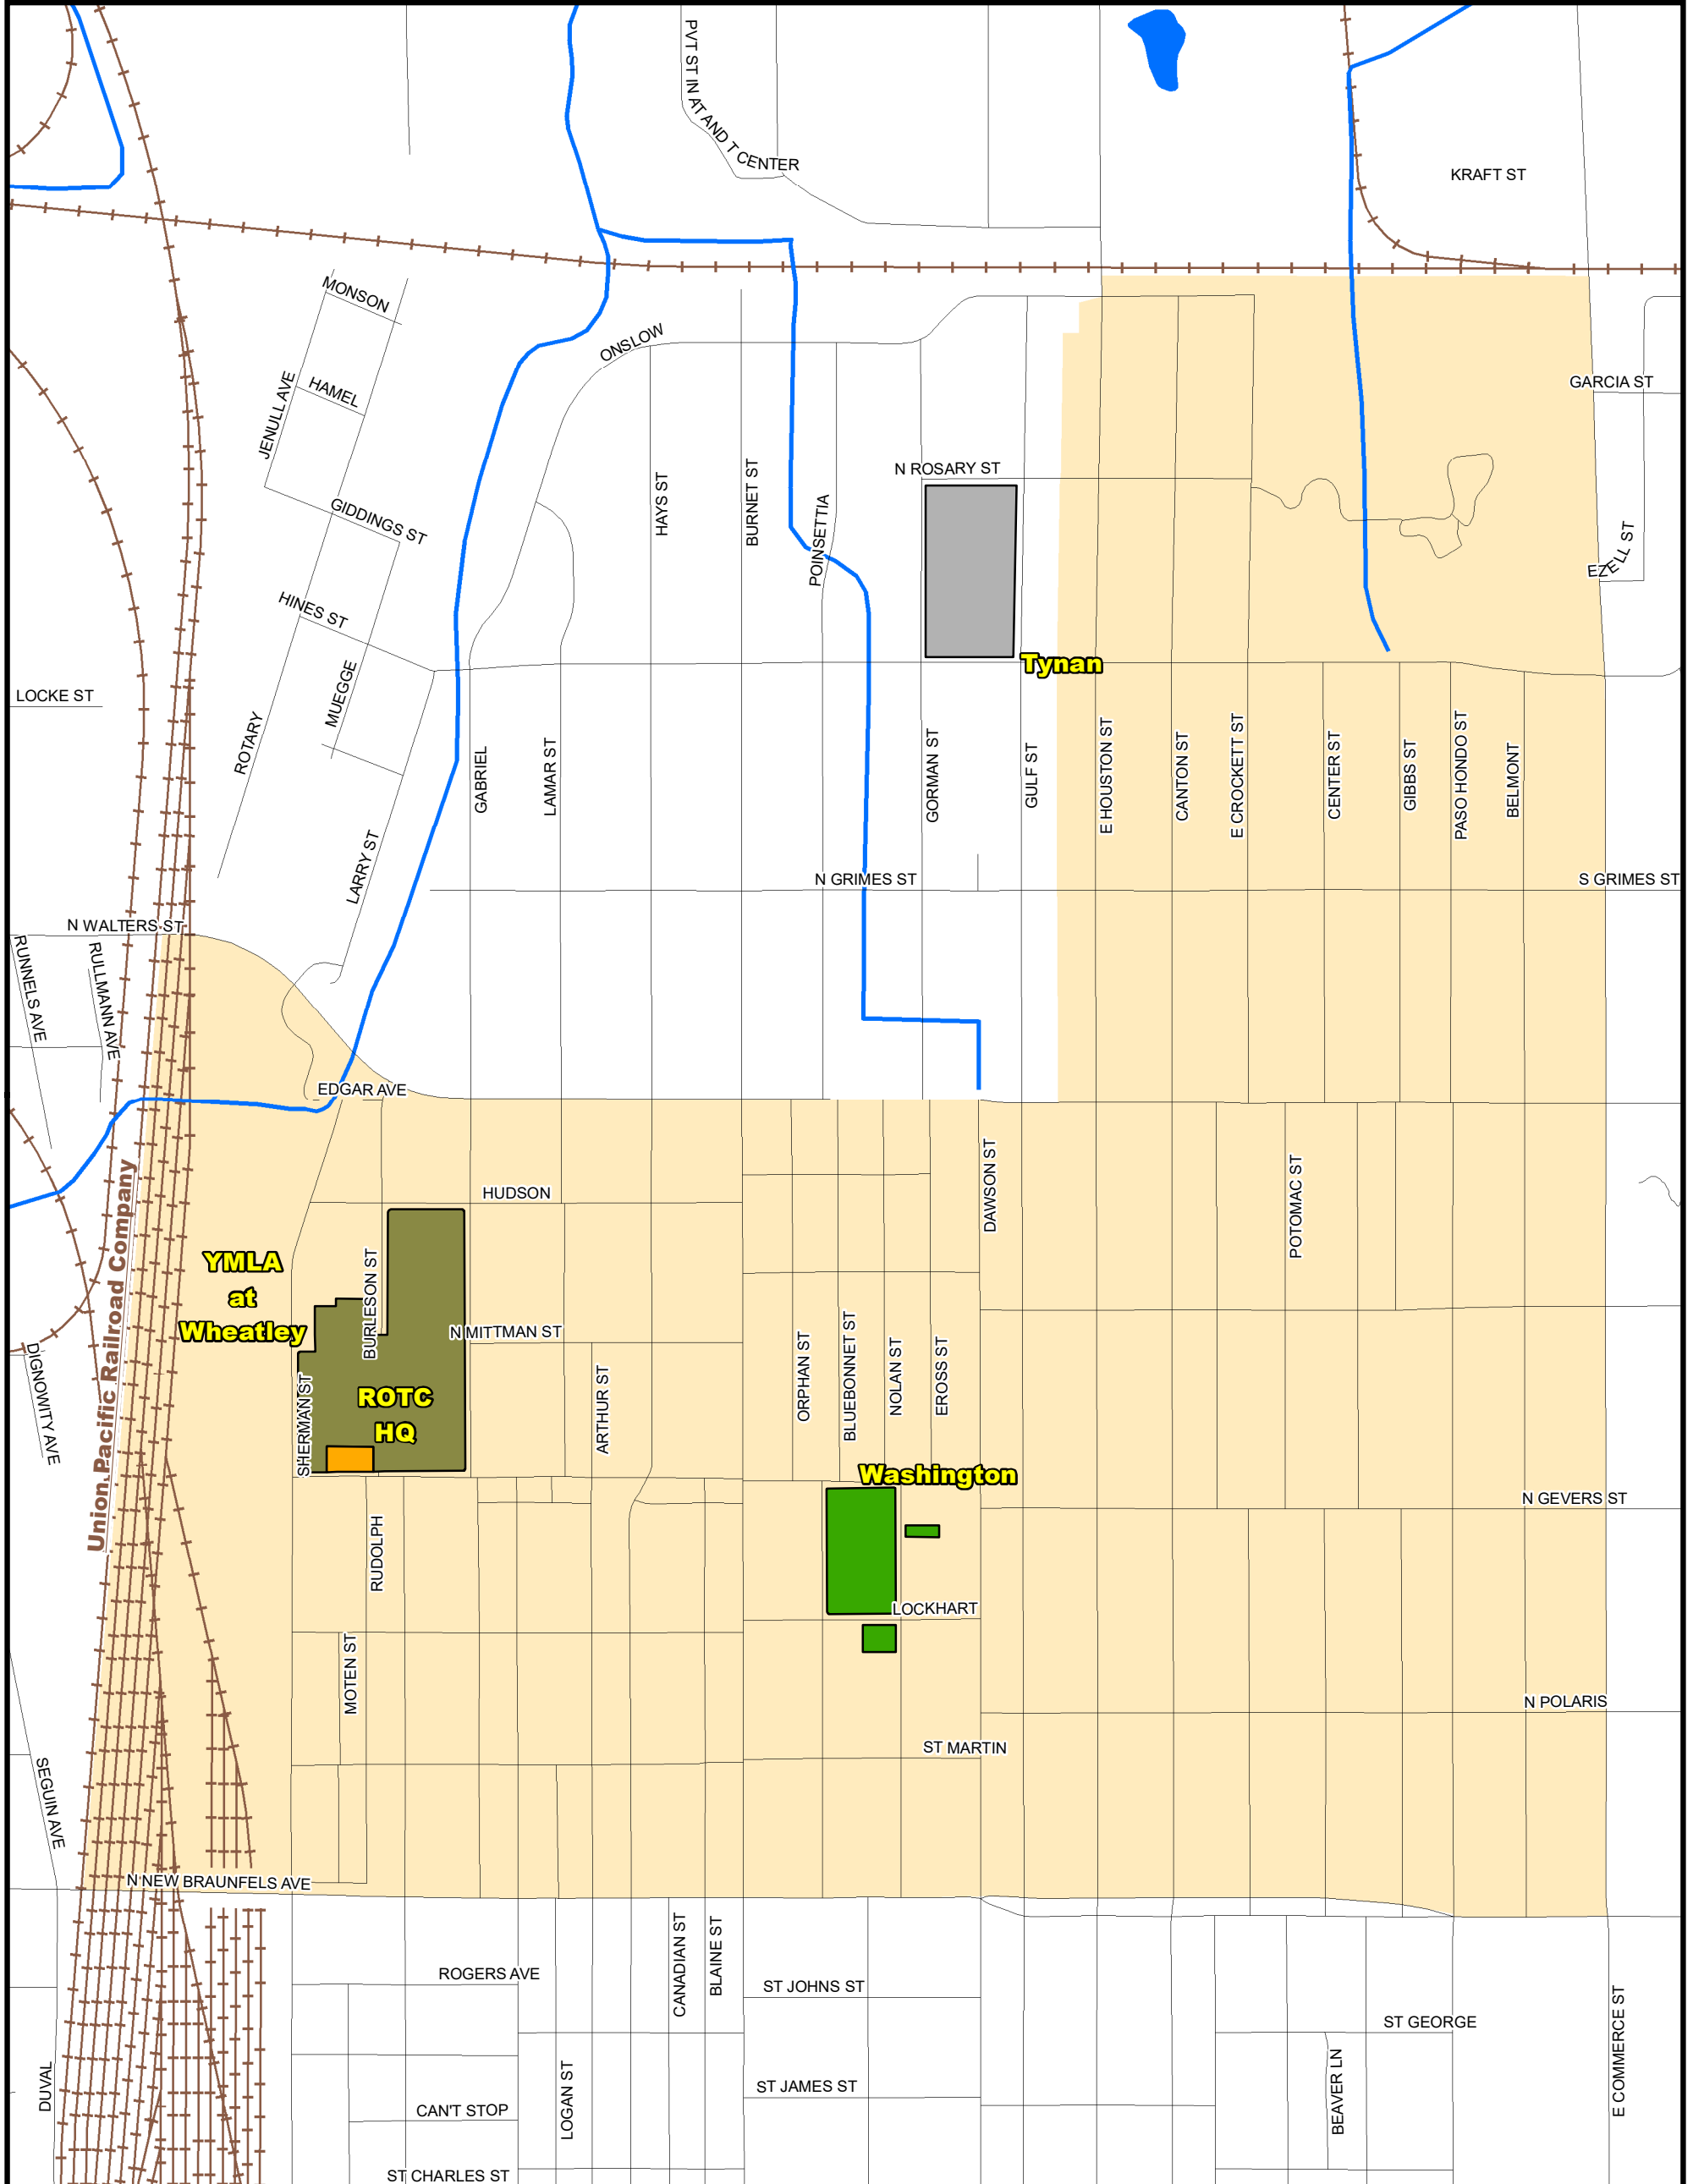 PVT ST IN AT AND T CENTER
KRAFT ST
MONSON
ONSLOW
HAMEL
JENULL AVE
GARCIA ST
N ROSARY ST
GIDDINGS ST
HAYS ST
BURNET ST
POINSETTIA
EZELL ST
HINES ST
Tynan
MUEGGE
LOCKE ST
ROTARY
GABRIEL
LAMAR ST
GORMAN ST
GULF ST
E HOUSTON ST
CANTON ST
E CROCKETT ST
CENTER ST
GIBBS ST
PASO HONDO ST
BELMONT
LARRY ST
N GRIMES ST
S GRIMES ST
N WALTERS ST
RUNNELS AVE
RULLMANN AVE
EDGAR AVE
DAWSON ST
POTOMAC ST
HUDSON
Union Pacific Railroad Company
YMLA
at
Wheatley
BURLESON ST
N MITTMAN ST
ORPHAN ST
BLUEBONNET ST
NOLAN ST
EROSS ST
DIGNOWITY AVE
SHERMAN ST
ROTC
HQ
ARTHUR ST
Washington
N GEVERS ST
RUDOLPH
LOCKHART
MOTEN ST
N POLARIS
ST MARTIN
SEGUIN AVE
N NEW BRAUNFELS AVE
CANADIAN ST
BLAINE ST
ROGERS AVE
ST JOHNS ST
ST GEORGE
E COMMERCE ST
DUVAL
LOGAN ST
ST JAMES ST
BEAVER LN
CAN'T STOP
ST CHARLES ST